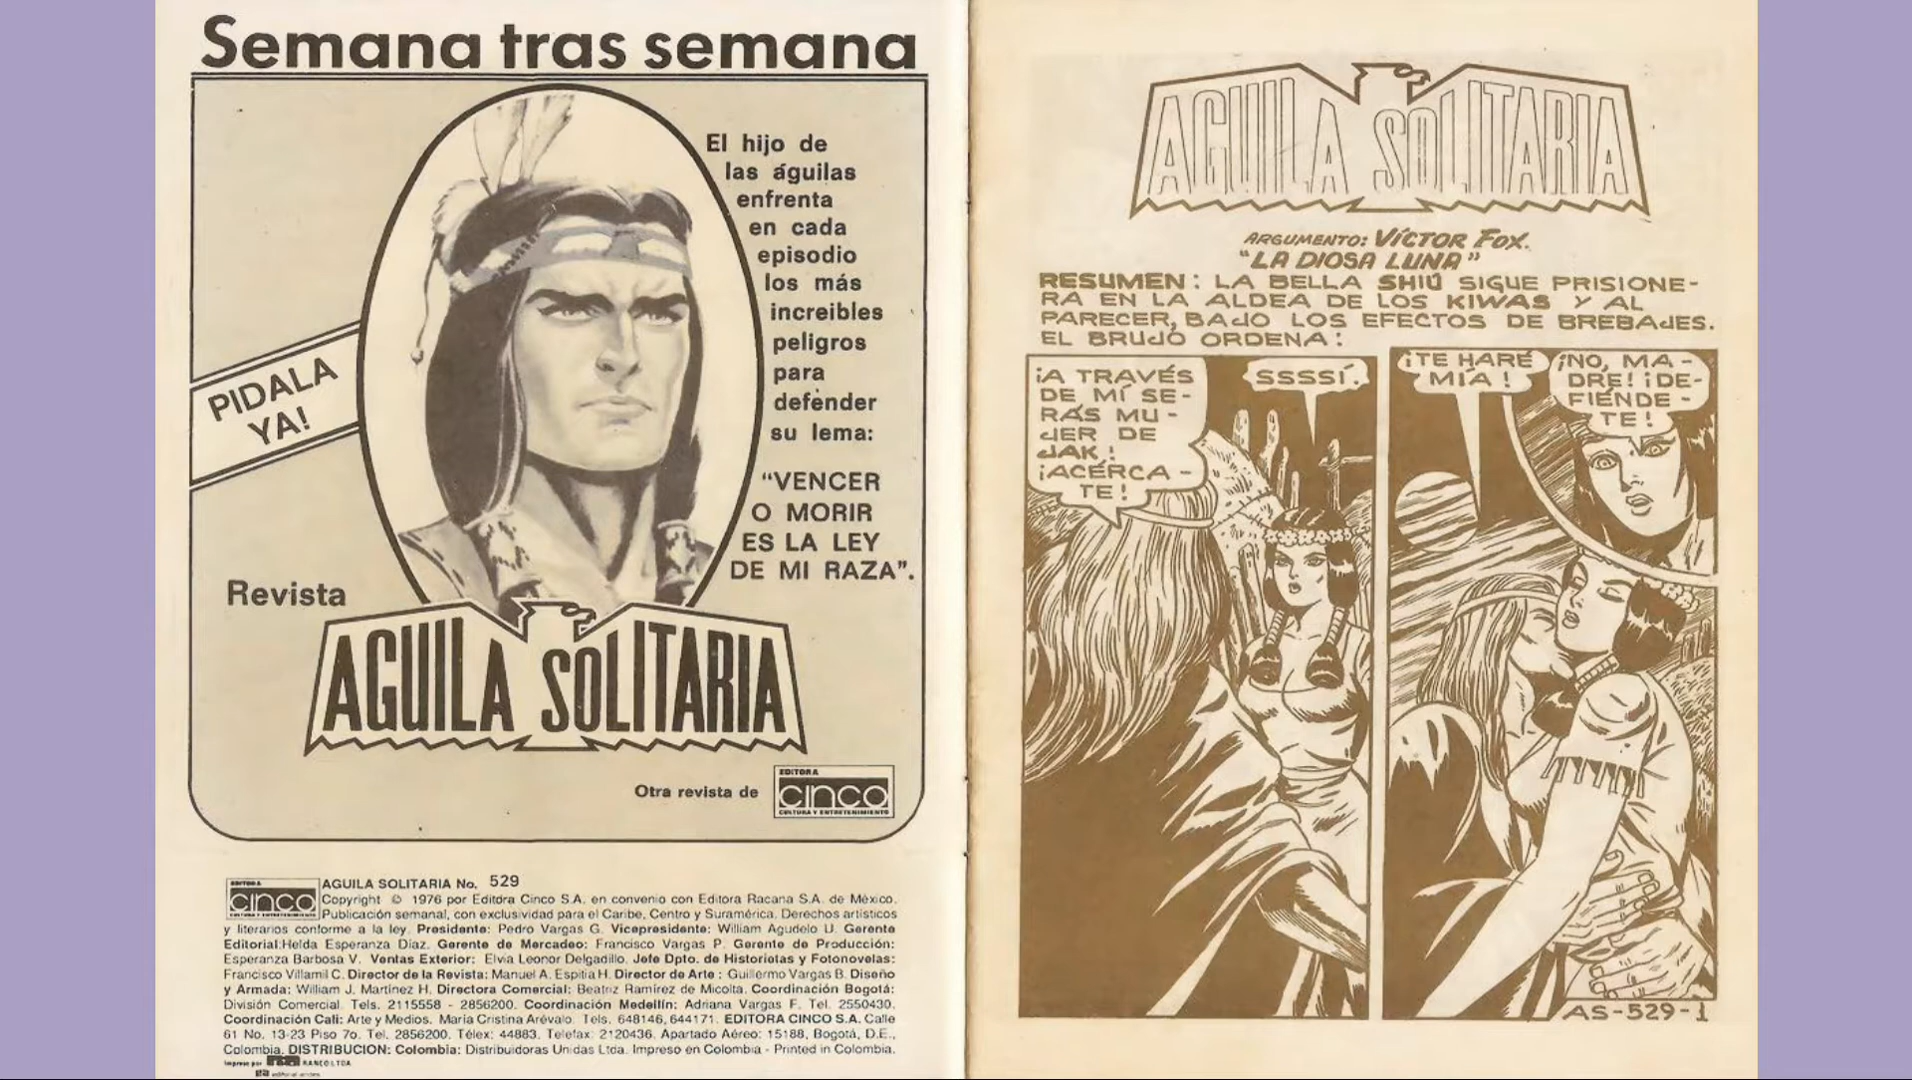 Semana tras semana
El hijo de
las águilas
enfrenta
en cada
episodio
los más
increibles
peligros
para
defender
su lema:
"VENCER
O MORIR
ES LA LEY
DE MI RAZA".
PIDALA
YA!
Revista
AGUILA SOLITARIA
Otra revista de
EDITORA
CINCO
CULTURA Y ENTRETENIMIENTO
EDITORA
CINCO
CULTURA Y ENTRETENIMIENTO
AGUILA SOLITARIA No. 529
Copyright © 1976 por Editora Cinco S.A. en convenio con Editora Racana S.A. de México.
Publicación semanal, con exclusividad para el Caribe, Centro y Suramérica. Derechos artísticos
y literarios conforme a la ley. Presidente: Pedro Vargas G. Vicepresidente: William Agudelo U. Gerente
Editorial:Helda Esperanza Díaz. Gerente de Mercadeo: Francisco Vargas P. Gerente de Producción:
Esperanza Barbosa V. Ventas Exterior: Elvia Leonor Delgadillo. Jefe Dpto. de Historietas y Fotonovelas:
Francisco Villamil C. Director de la Revista: Manuel A. Espitia H. Director de Arte : Guillermo Vargas B. Diseño
y Armada: William J. Martínez H. Directora Comercial: Beatriz Ramírez de Micolta. Coordinación Bogotá:
División Comercial. Tels. 2115558 - 2856200. Coordinación Medellín: Adriana Vargas F. Tel. 2550430.
Coordinación Cali: Arte y Medios. María Cristina Arévalo. Tels. 648146, 644171. EDITORA CINCO S.A. Calle
61 No. 13-23 Piso 7o. Tel. 2856200. Télex: 44883. Telefax: 2120436. Apartado Aéreo: 15188, Bogotá, D.E.,
Colombia. DISTRIBUCION: Colombia: Distribuidoras Unidas Ltda. Impreso en Colombia - Printed in Colombia.
Impreso por RANCO LTDA
editorial andes
AGUILA SOLITARIA
ARGUMENTO: VÍCTOR FOX.
"LA DIOSA LUNA"
RESUMEN: LA BELLA SHIÚ SIGUE PRISIONE-
RA EN LA ALDEA DE LOS KIWAS Y AL
PARECER, BAJO LOS EFECTOS DE BREBAJES.
EL BRUJO ORDENA:
¡A TRAVÉS
DE MÍ SE-
RÁS MU-
JER DE
JAK!
¡ACÉRCA-
TE!
SSSSÍ.
¡TE HARÉ
MÍA!
¡NO, MA-
DRE! ¡DE-
FIÉNDE-
TE!
AS-529-1